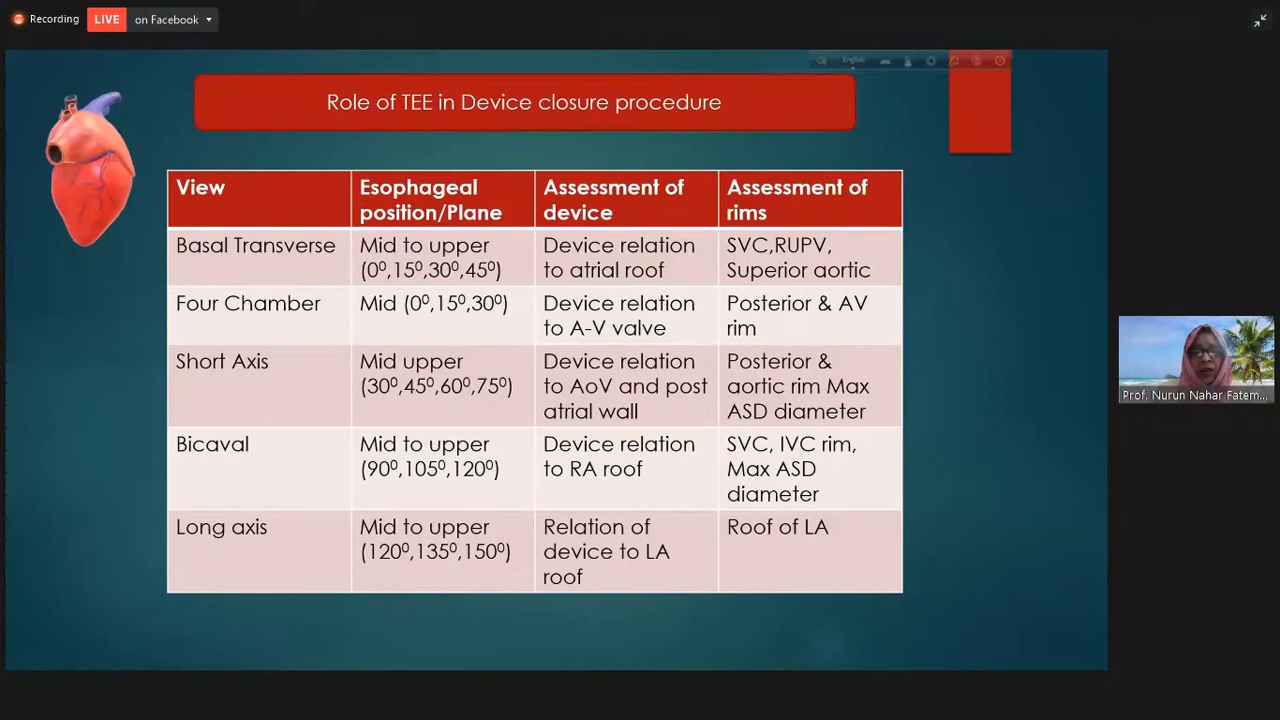 Recording
LIVE
on Facebook
English
Role of TEE in Device closure procedure
View
Esophageal
position/Plane
Assessment of
device
Assessment of
rims
Basal Transverse
Mid to upper
(0⁰,15⁰,30⁰,45⁰)
Device relation
to atrial roof
SVC,RUPV,
Superior aortic
Four Chamber
Mid (0⁰,15⁰,30⁰)
Device relation
to A-V valve
Posterior & AV
rim
Short Axis
Mid upper
(30⁰,45⁰,60⁰,75⁰)
Device relation
to AoV and post
atrial wall
Posterior &
aortic rim Max
ASD diameter
Bicaval
Mid to upper
(90⁰,105⁰,120⁰)
Device relation
to RA roof
SVC, IVC rim,
Max ASD
diameter
Long axis
Mid to upper
(120⁰,135⁰,150⁰)
Relation of
device to LA
roof
Roof of LA
Prof. Nurun Nahar Fatem...